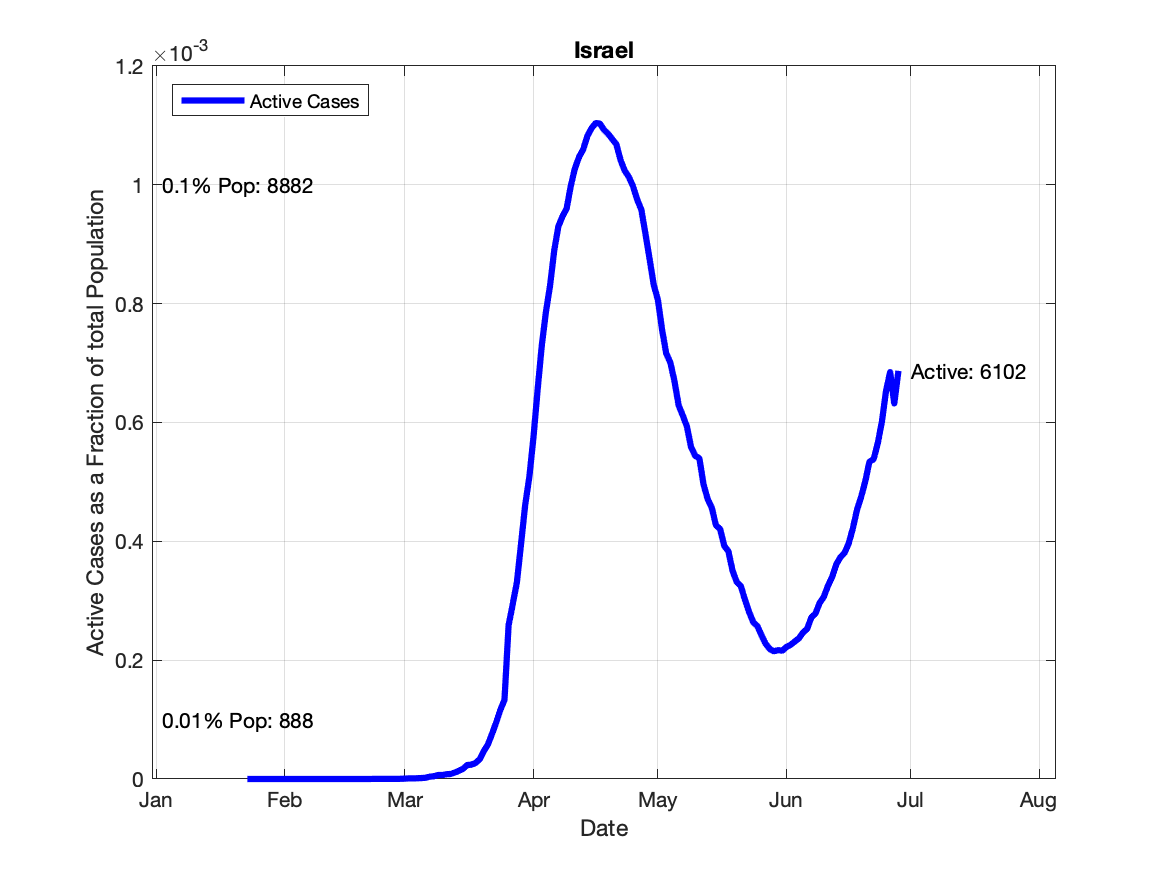 Israel
×10-3
1.2
Active Cases
1
0.1% Pop: 8882
0.8
Active: 6102
0.6
0.4
0.2
0.01% Pop: 888
0
Active Cases as a Fraction of total Population
Jan Feb Mar Apr May Jun Jul Aug
Date